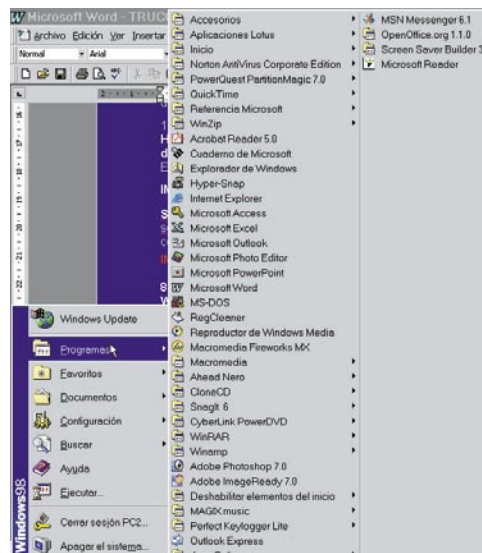 Microsoft Word - TRUC
Archivo Edición Ver Insertar
Normal Arial
Windows Update
Programas
Favoritos
Documentos
Configuración
Buscar
Ayuda
Ejecutar...
Cerrar sesión PC2...
Apagar el sistema...
Windows98
Accesorios
Aplicaciones Lotus
Inicio
Norton AntiVirus Corporate Edition
PowerQuest PartitionMagic 7.0
QuickTime
Referencia Microsoft
WinZip
Acrobat Reader 5.0
Cuaderno de Microsoft
Explorador de Windows
Hyper-Snap
Internet Explorer
Microsoft Access
Microsoft Excel
Microsoft Outlook
Microsoft Photo Editor
Microsoft PowerPoint
Microsoft Word
MS-DOS
RegCleaner
Reproductor de Windows Media
Macromedia Fireworks MX
Macromedia
Ahead Nero
CloneCD
SnagIt 6
CyberLink PowerDVD
WinRAR
Winamp
Adobe Photoshop 7.0
Adobe ImageReady 7.0
Deshabilitar elementos del inicio
MAGIX music
Perfect Keylogger Lite
Outlook Express
MSN Messenger 6.1
OpenOffice.org 1.1.0
Screen Saver Builder 3
Microsoft Reader